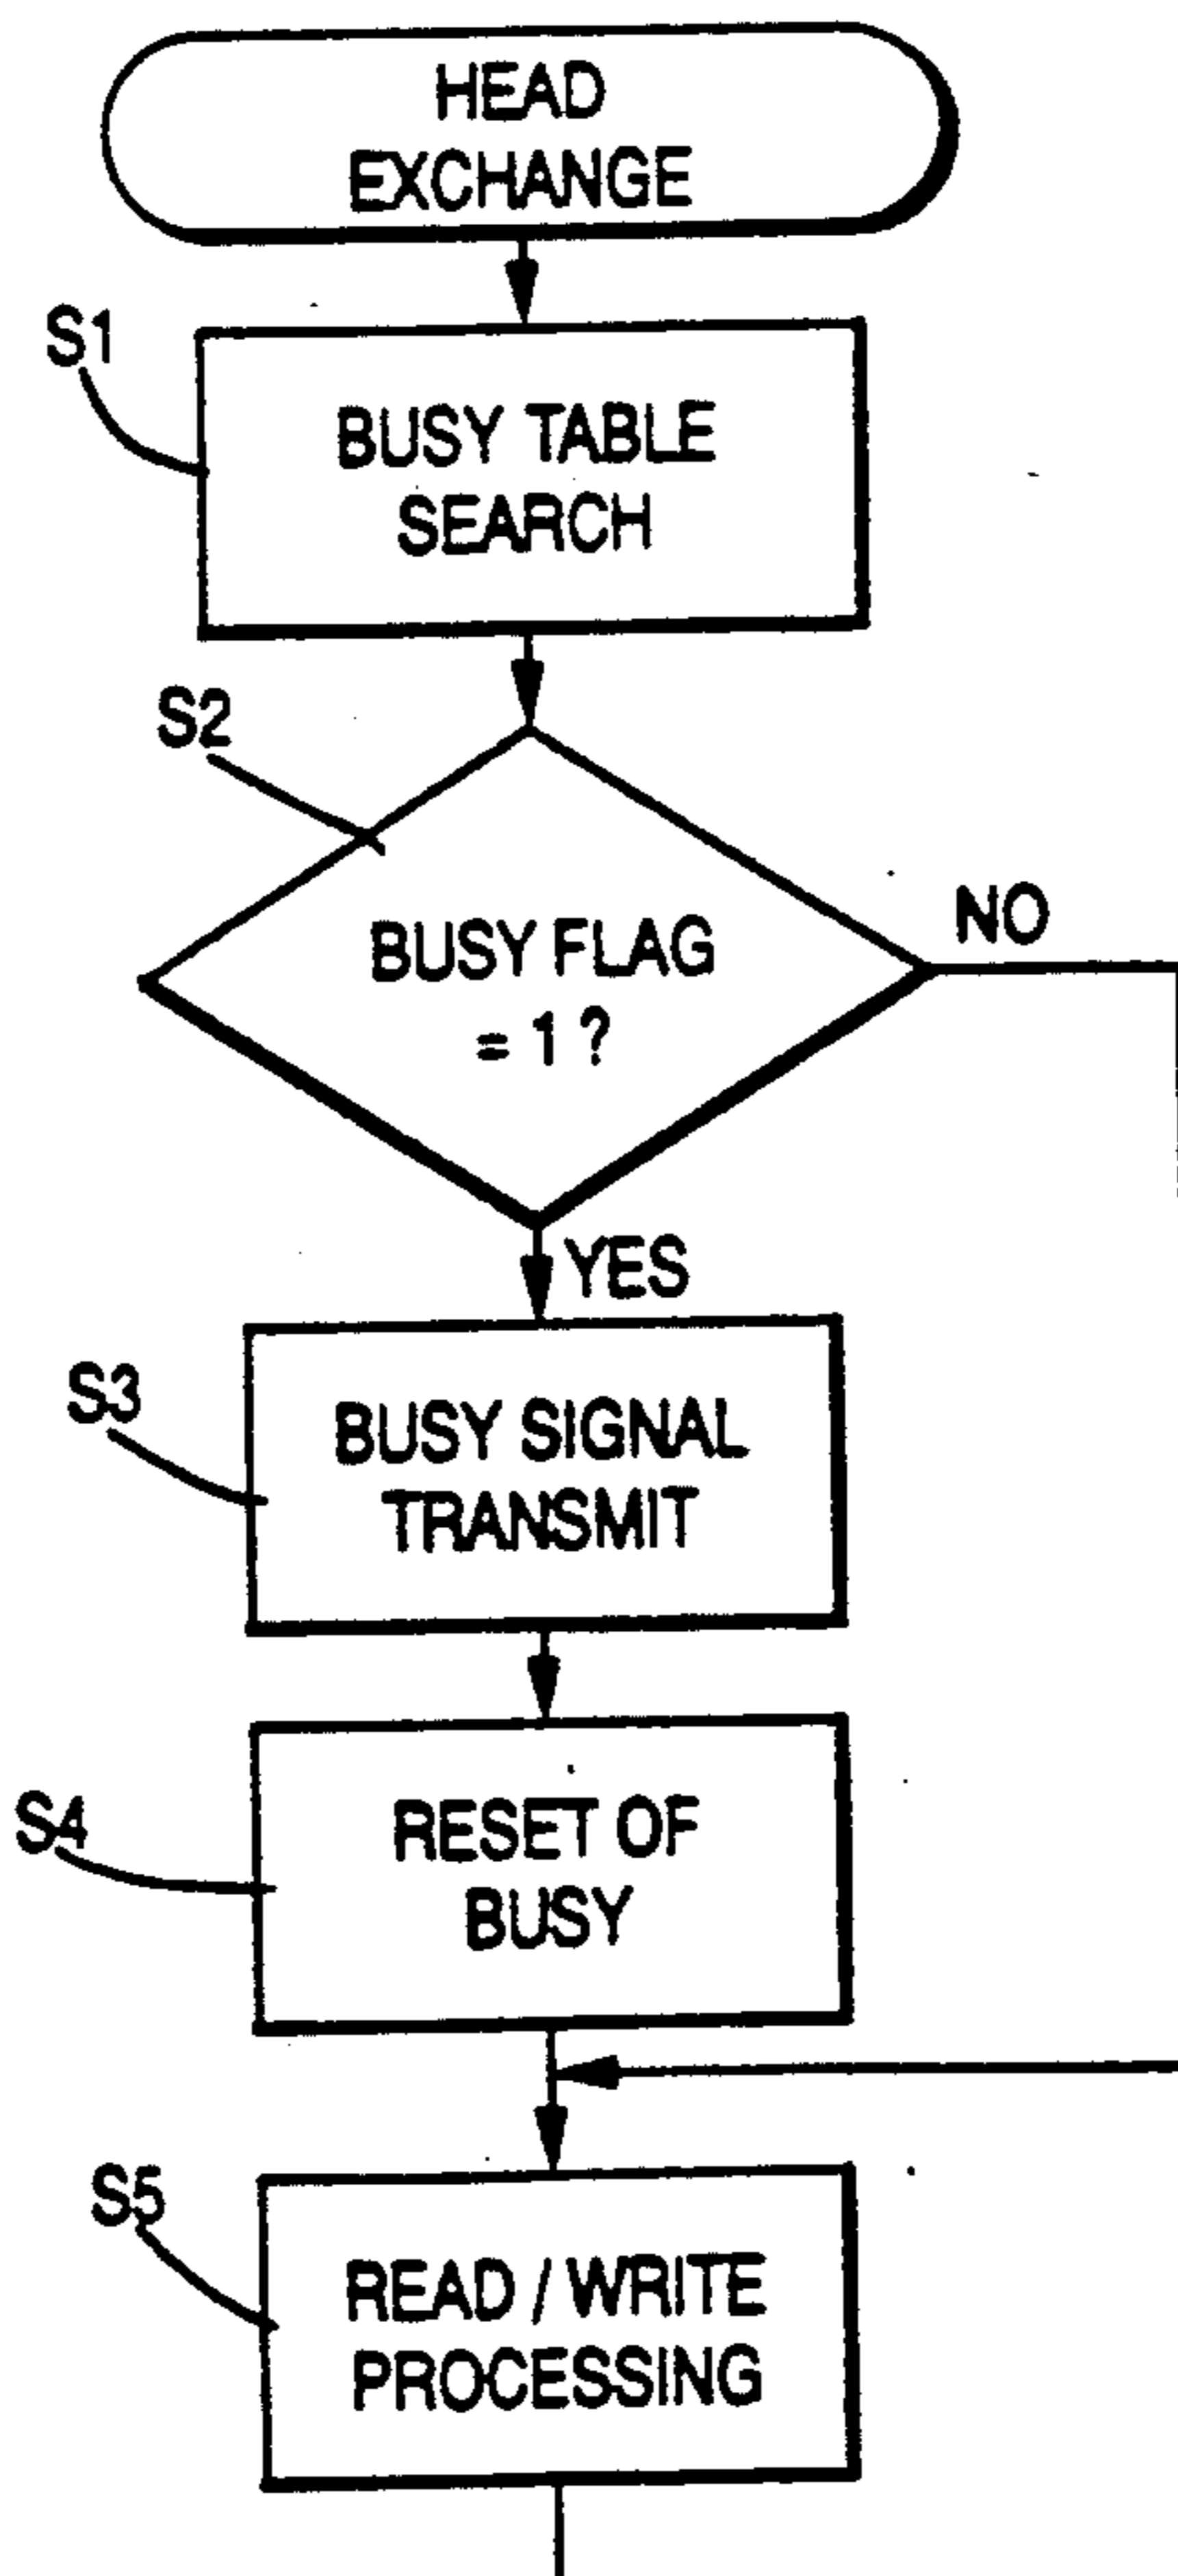 HEAD
EXCHANGE
S1
BUSY TABLE
SEARCH
S2
BUSY FLAG
= 1 ?
NO
YES
S3
BUSY SIGNAL
TRANSMIT
S4
RESET OF
BUSY
S5
READ / WRITE
PROCESSING